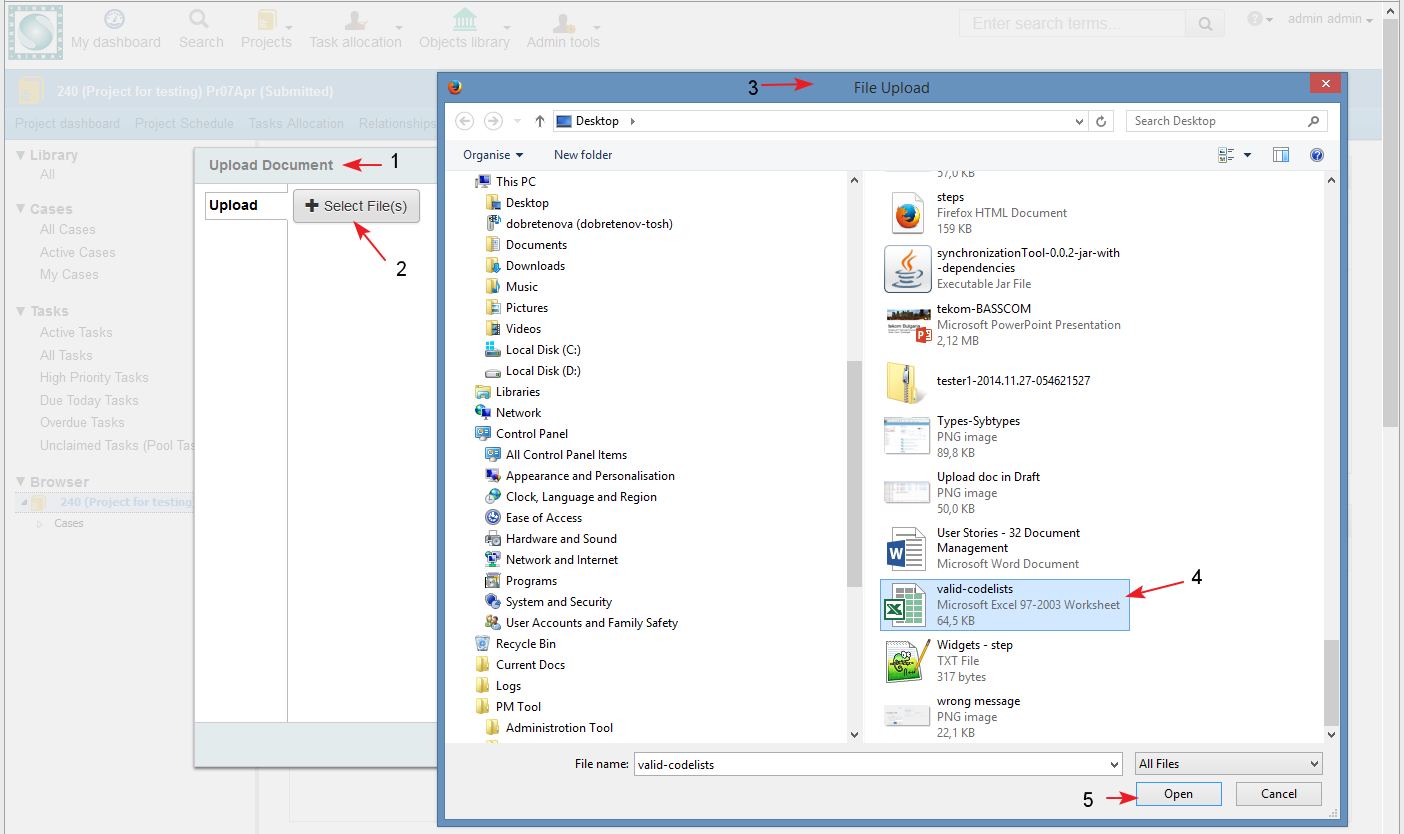 My dashboard
Search
Projects
Task allocation
Objects library
Admin tools
Enter search terms...
admin admin
240 (Project for testing) Pr07Apr (Submitted)
Project dashboard Project Schedule Tasks Allocation Relationships
Library
All
Cases
All Cases
Active Cases
My Cases
Tasks
Active Tasks
All Tasks
High Priority Tasks
Due Today Tasks
Overdue Tasks
Unclaimed Tasks (Pool Tas
Browser
240 (Project for testing)
Cases
Upload Document
1
Upload
+ Select File(s)
2
3
File Upload
Desktop
Search Desktop
Organise
New folder
This PC
Desktop
dobretenova (dobretenov-tosh)
Documents
Downloads
Music
Pictures
Videos
Local Disk (C:)
Local Disk (D:)
Libraries
Network
Control Panel
All Control Panel Items
Appearance and Personalisation
Clock, Language and Region
Ease of Access
Hardware and Sound
Network and Internet
Programs
System and Security
User Accounts and Family Safety
Recycle Bin
Current Docs
Logs
PM Tool
Administrotion Tool
57,0 KB
steps
Firefox HTML Document
159 KB
synchronizationTool-0.0.2-jar-with
-dependencies
Executable Jar File
tekom-BASSCOM
Microsoft PowerPoint Presentation
2,12 MB
tester1-2014.11.27-054621527
Types-Sybtypes
PNG image
89,8 KB
Upload doc in Draft
PNG image
50,0 KB
User Stories - 32 Document
Management
Microsoft Word Document
valid-codelists
Microsoft Excel 97-2003 Worksheet
64,5 KB
4
Widgets - step
TXT File
317 bytes
wrong message
PNG image
22,1 KB
File name:
valid-codelists
All Files
5
Open
Cancel